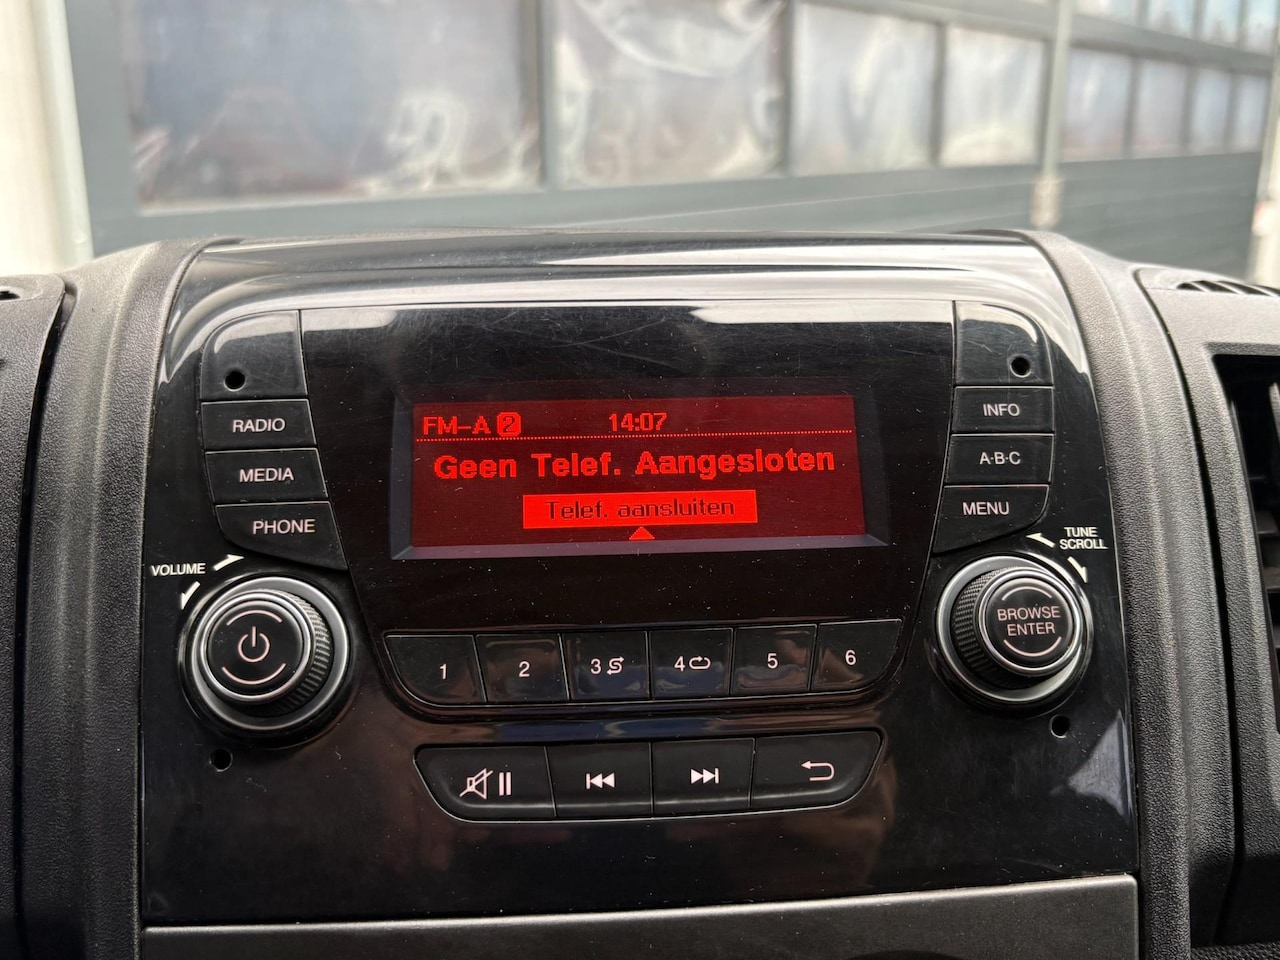 FM-A 2 14:07
Geen Telef. Aangesloten
Telef. aansluiten
RADIO
MEDIA
PHONE
VOLUME
INFO
A-B-C
MENU
TUNE
SCROLL
BROWSE
ENTER
1 2 3 4 5 6